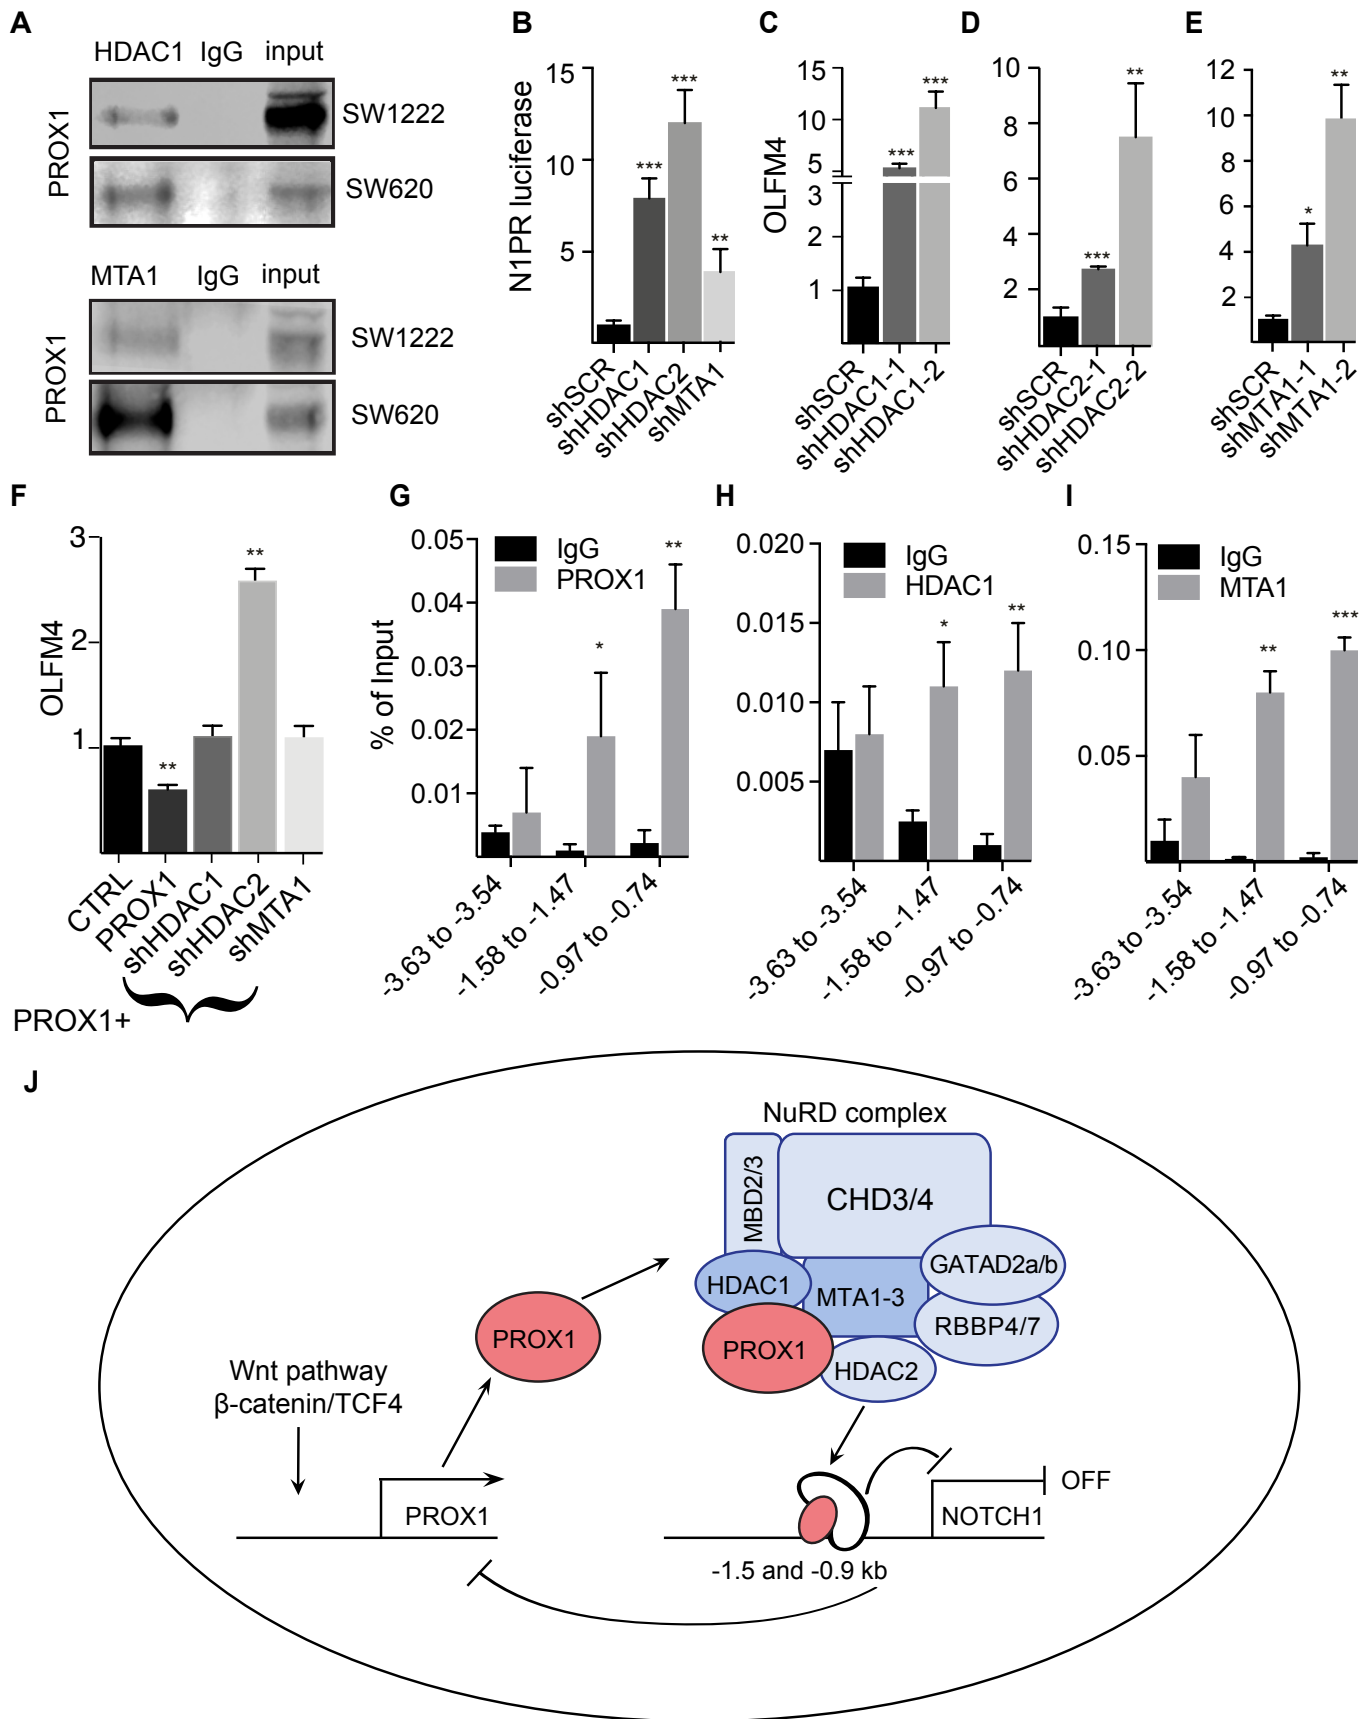 A
HDAC1 IgG input
PROX1
SW1222
SW620
MTA1 IgG input
PROX1
SW1222
SW620
B
N1PR luciferase
15
10
5
***
***
**
shSCR
shHDAC1
shHDAC2
shMTA1
C
OLFM4
15
10
5
3
2
1
***
***
shSCR
shHDAC1-1
shHDAC1-2
D
10
8
6
4
2
***
**
shSCR
shHDAC2-1
shHDAC2-2
E
12
10
8
6
4
2
*
**
shSCR
shMTA1-1
shMTA1-2
F
OLFM4
3
2
1
**
**
CTRL
PROX1
shHDAC1
shHDAC2
shMTA1
PROX1+
G
% of Input
0.05
0.04
0.03
0.02
0.01
IgG
PROX1
*
**
-3.63 to -3.54
-1.58 to -1.47
-0.97 to -0.74
H
0.020
0.015
0.010
0.005
IgG
HDAC1
*
**
-3.63 to -3.54
-1.58 to -1.47
-0.97 to -0.74
I
0.15
0.10
0.05
IgG
MTA1
**
***
-3.63 to -3.54
-1.58 to -1.47
-0.97 to -0.74
J
NuRD complex
MBD2/3
CHD3/4
GATAD2a/b
HDAC1
MTA1-3
RBBP4/7
PROX1
PROX1
HDAC2
Wnt pathway
β-catenin/TCF4
PROX1
NOTCH1
OFF
-1.5 and -0.9 kb